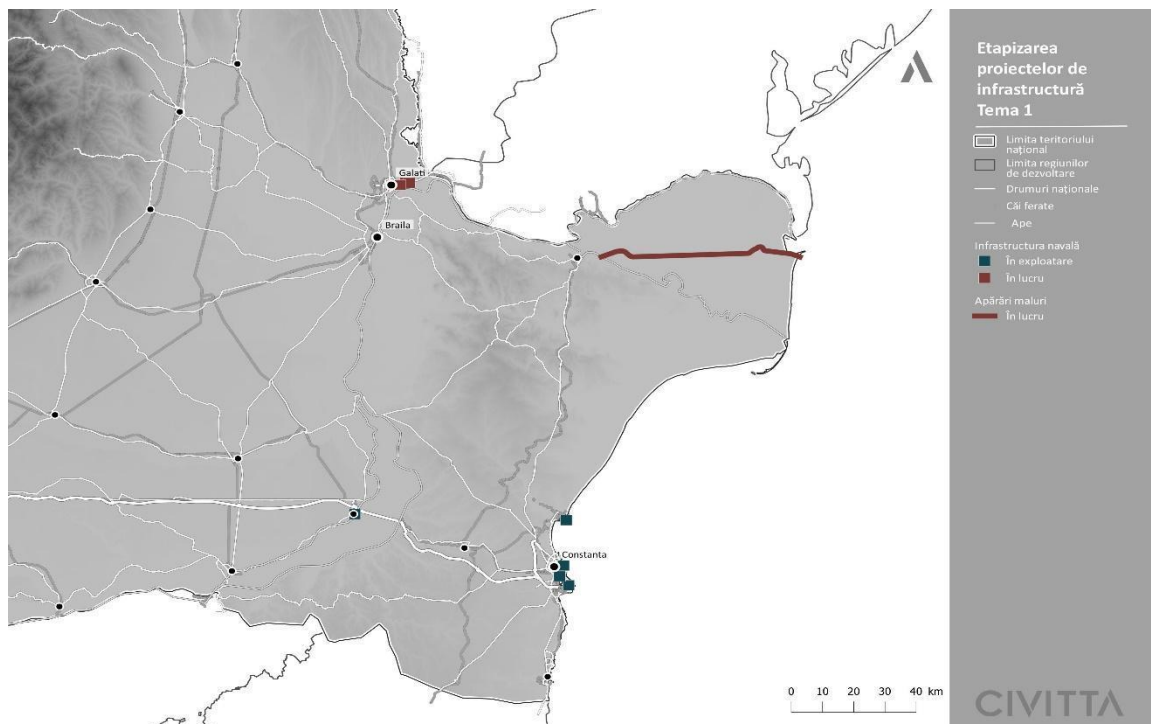 Galati
Braila
Constanta
0 10 20 30 40 km
Etapizarea
proiectelor de
infrastructură
Tema 1
Limita teritoriului
național
Limita regiunilor
de dezvoltare
Drumuri naționale
Căi ferate
Ape
Infrastructura navală
În exploatare
În lucru
Apărări maluri
În lucru
CIVITTA